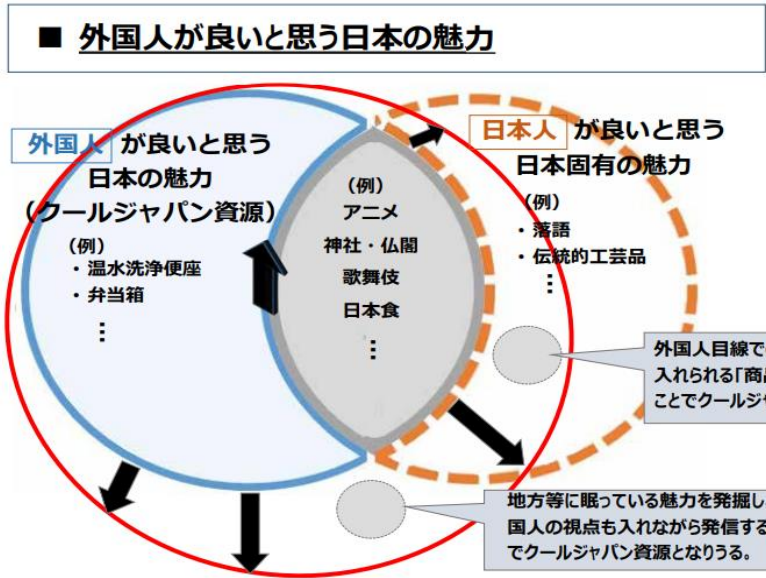 ■ 外国人が良いと思う日本の魅力
外国人 が良いと思う
日本の魅力
（クールジャパン資源）
（例）
・温水洗浄便座
・弁当箱
…
（例）
アニメ
神社・仏閣
歌舞伎
日本食
…
日本人 が良いと思う
日本固有の魅力
（例）
・落語
・伝統的工芸品
…
外国人目線で
入れられる「商品
ことでクールジャ
地方等に眠っている魅力を発掘し
国人の視点も入れながら発信する
でクールジャパン資源となりうる。